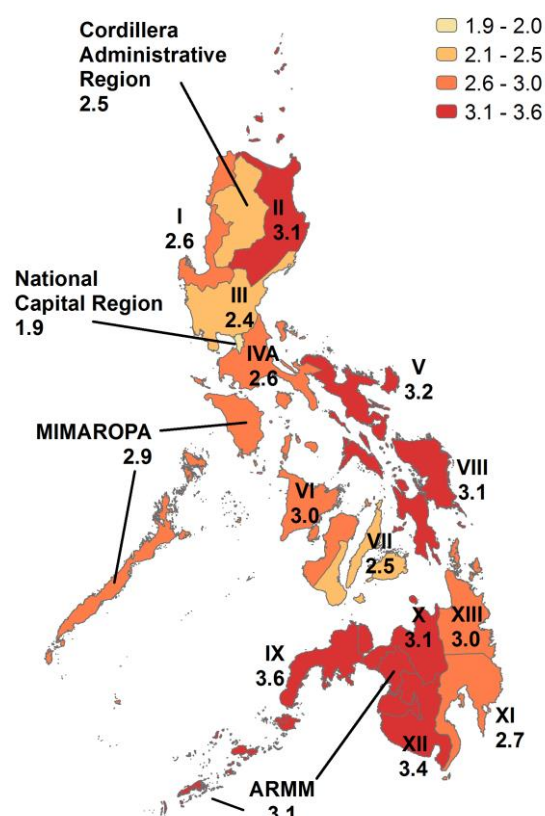 1.9 - 2.0
2.1 - 2.5
2.6 - 3.0
3.1 - 3.6
Cordillera
Administrative
Region
2.5
I
2.6
II
3.1
National
Capital Region
1.9
III
2.4
IVA
2.6
V
3.2
MIMAROPA
2.9
VIII
3.1
VI
3.0
VII
2.5
IX
3.6
X
3.1
XIII
3.0
XI
2.7
XII
3.4
ARMM
3.1